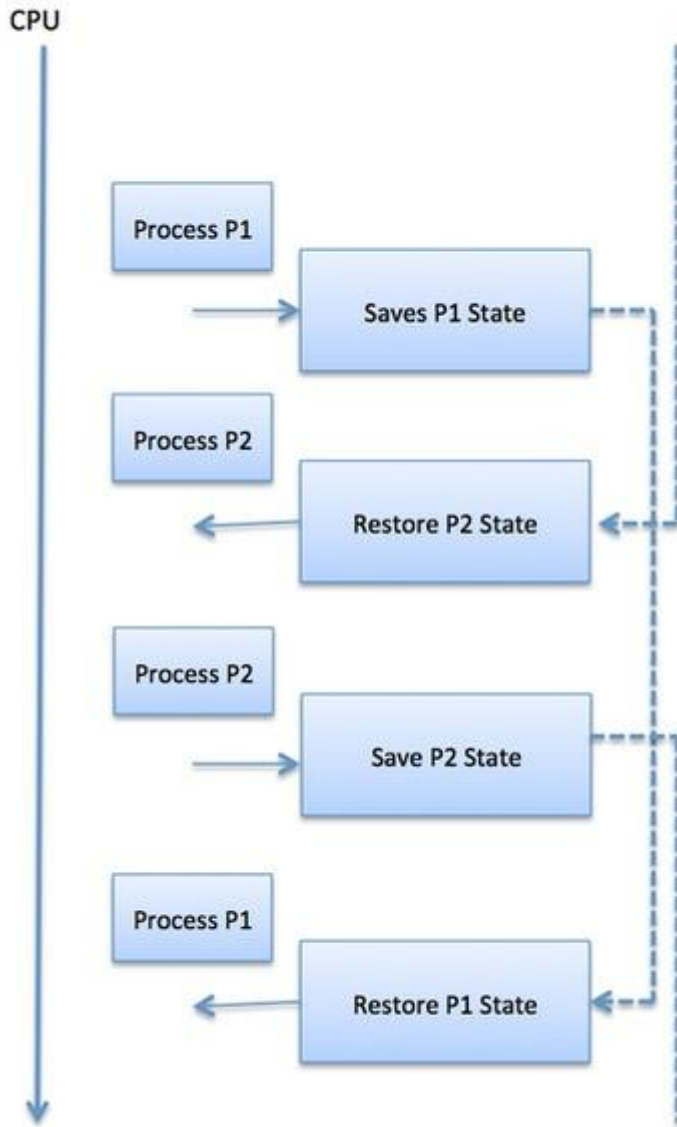 CPU
Process P1
Saves P1 State
Process P2
Restore P2 State
Process P2
Save P2 State
Process P1
Restore P1 State